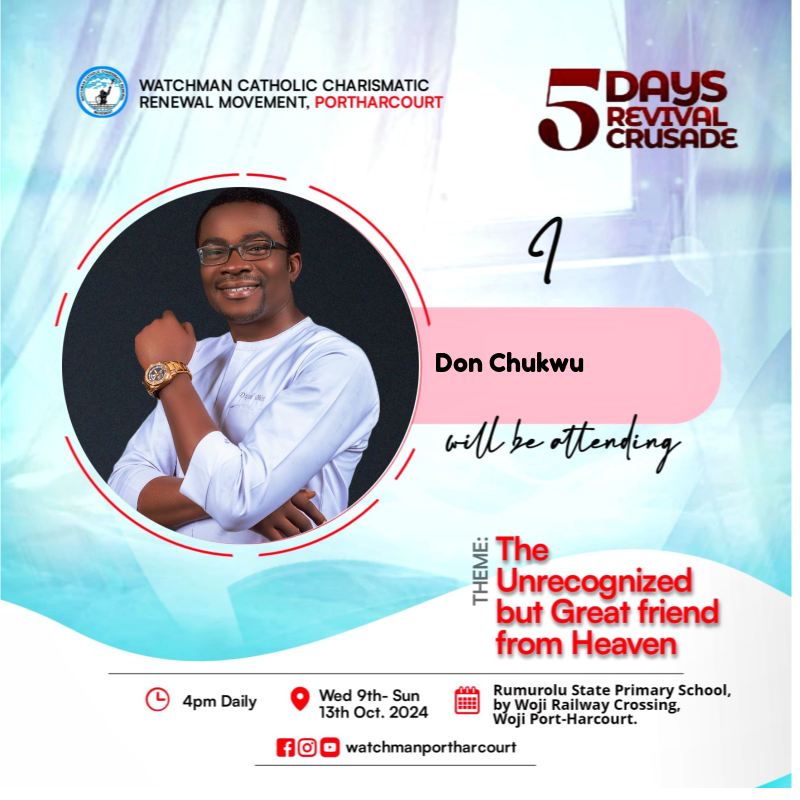 WATCHMAN CATHOLIC CHARISMATIC
RENEWAL MOVEMENT, PORTHARCOURT
5 DAYS
REVIVAL
CRUSADE
I
Don Chukwu
will be attending
THEME:
The
Unrecognized
but Great friend
from Heaven
4pm Daily
Wed 9th- Sun
13th Oct. 2024
Rumurolu State Primary School,
by Woji Railway Crossing,
Woji Port-Harcourt.
watchmanportharcourt